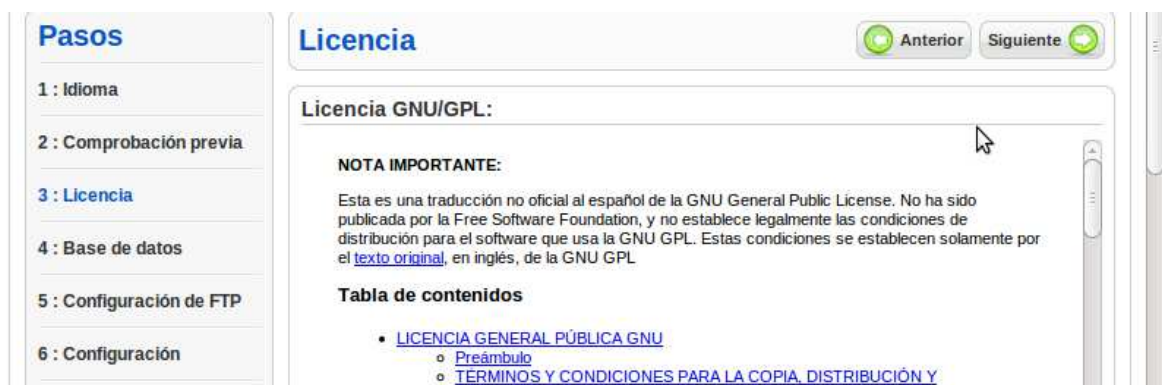 Pasos
1 : Idioma
2 : Comprobación previa
3 : Licencia
4 : Base de datos
5 : Configuración de FTP
6 : Configuración
Licencia
Anterior
Siguiente
Licencia GNU/GPL:
NOTA IMPORTANTE:
Esta es una traducción no oficial al español de la GNU General Public License. No ha sido
publicada por la Free Software Foundation, y no establece legalmente las condiciones de
distribución para el software que usa la GNU GPL. Estas condiciones se establecen solamente por
el texto original, en inglés, de la GNU GPL
Tabla de contenidos
• LICENCIA GENERAL PÚBLICA GNU
o Preámbulo
o TÉRMINOS Y CONDICIONES PARA LA COPIA, DISTRIBUCIÓN Y